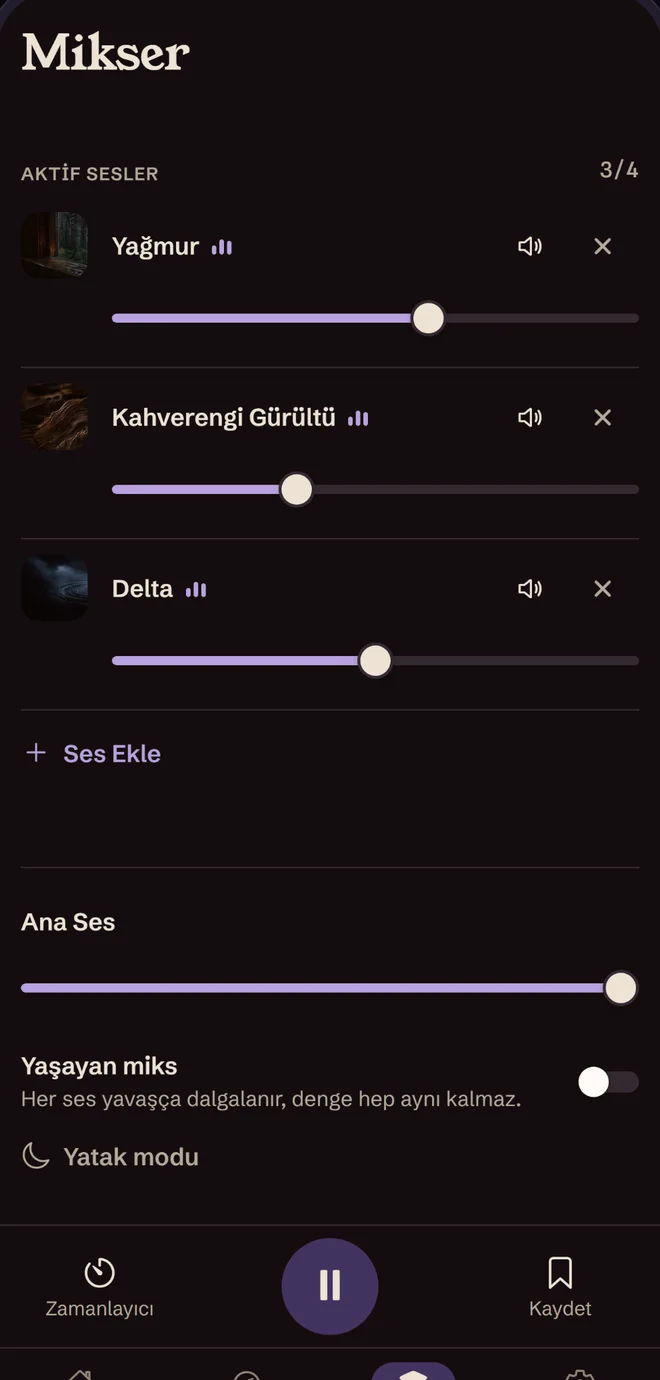 Mikser
AKTİF SESLER
3/4
Yağmur
Kahverengi Gürültü
Delta
Ses Ekle
Ana Ses
Yaşayan miks
Her ses yavaşça dalgalanır, denge hep aynı kalmaz.
Yatak modu
Zamanlayıcı
Kaydet